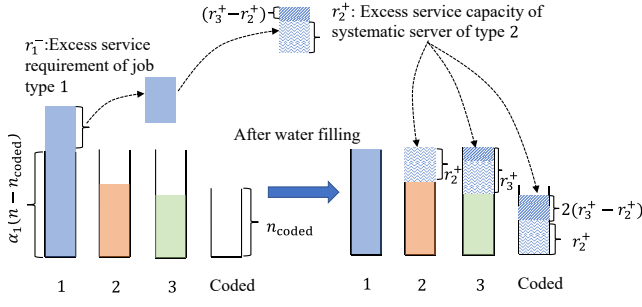 (r₃⁺−r₂⁺)
r₂⁺: Excess service capacity of
systematic server of type 2
r₁⁻:Excess service
requirement of job
type 1
After water filling
α₁(n − n_coded)
n_coded
r₂⁺
r₃⁺
2(r₃⁺ − r₂⁺)
r₂⁺
1 2 3 Coded
1 2 3 Coded